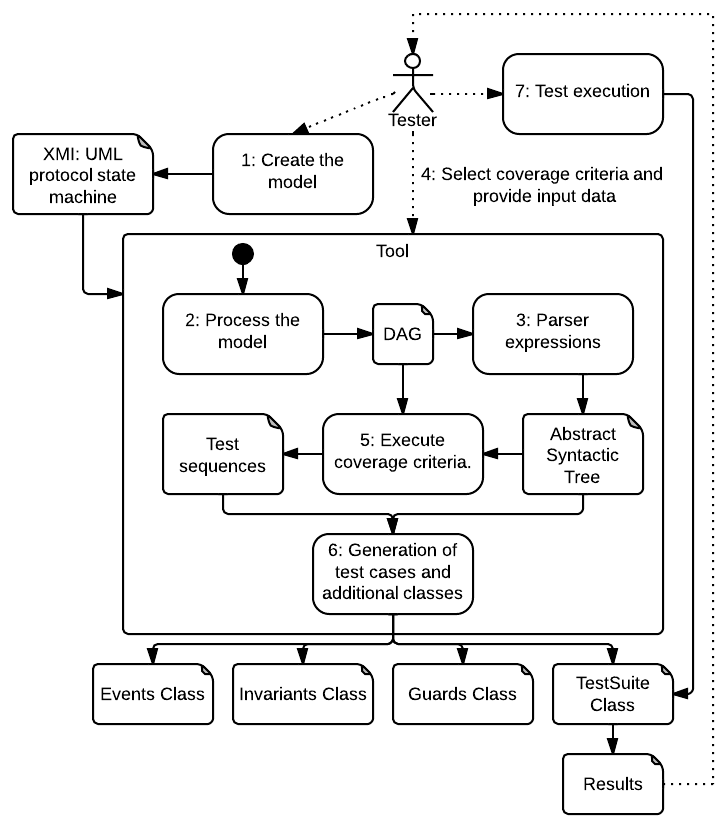 7: Test execution
Tester
XMI: UML
protocol state
machine
1: Create the
model
4: Select coverage criteria and
provide input data
Tool
2: Process the
model
DAG
3: Parser
expressions
Test
sequences
5: Execute
coverage criteria.
Abstract
Syntactic
Tree
6: Generation of
test cases and
additional classes
Events Class
Invariants Class
Guards Class
TestSuite
Class
Results